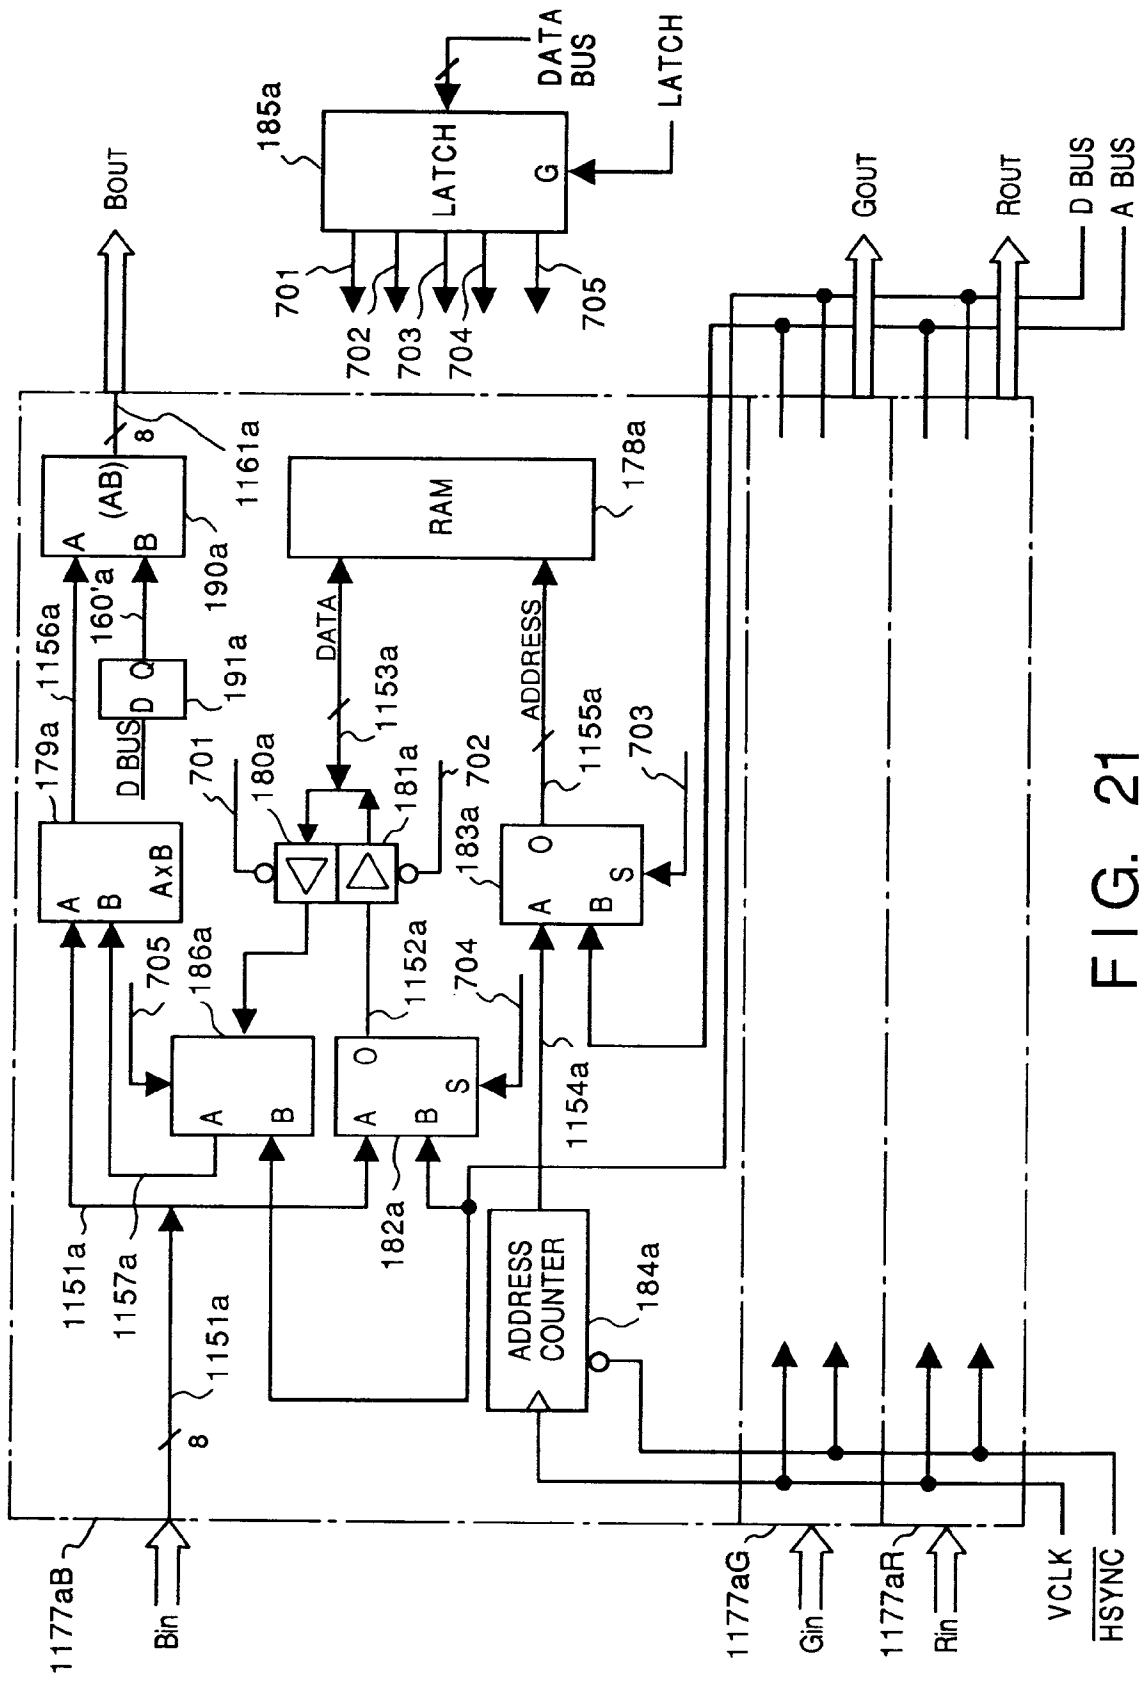 1177aB
Bin
8
1151a
1151a
1157a
705
186a
A
B
179a
A
B
AxB
1156a
D BUS
D Q
191a
160'a
A
B
(AB)
190a
8
1161a
BOUT
701
180a
181a
702
182a
A
B
O
S
1152a
704
1153a
DATA
RAM
178a
ADDRESS
COUNTER
184a
1154a
183a
A
B
O
S
703
1155a
ADDRESS
185a
LATCH
G
DATA
BUS
LATCH
701
702
703
704
705
1177aG
Gin
GOUT
1177aR
Rin
ROUT
D BUS
A BUS
VCLK
HSYNC
FIG. 21